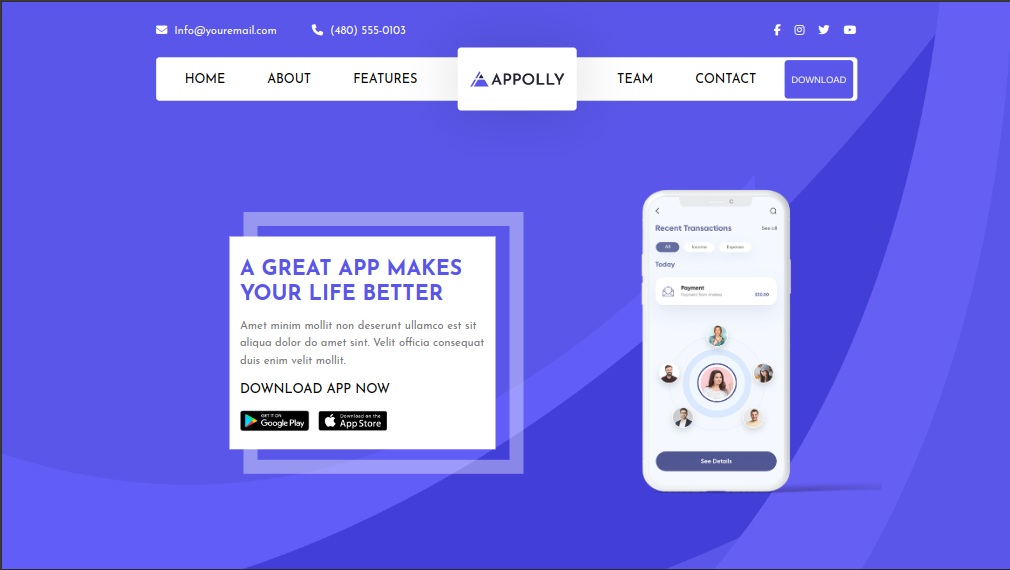 Info@youremail.com
(480) 555-0103
HOME ABOUT FEATURES APPOLLY TEAM CONTACT DOWNLOAD
A GREAT APP MAKES
YOUR LIFE BETTER
Amet minim mollit non deserunt ullamco est sit
aliqua dolor do amet sint. Velit officia consequat
duis enim velit mollit.
DOWNLOAD APP NOW
GET IT ON
Google Play
Download on the
App Store
Recent Transactions
See all
All
Income
Expenses
Today
Payment
Payment from
$20.00
See Details